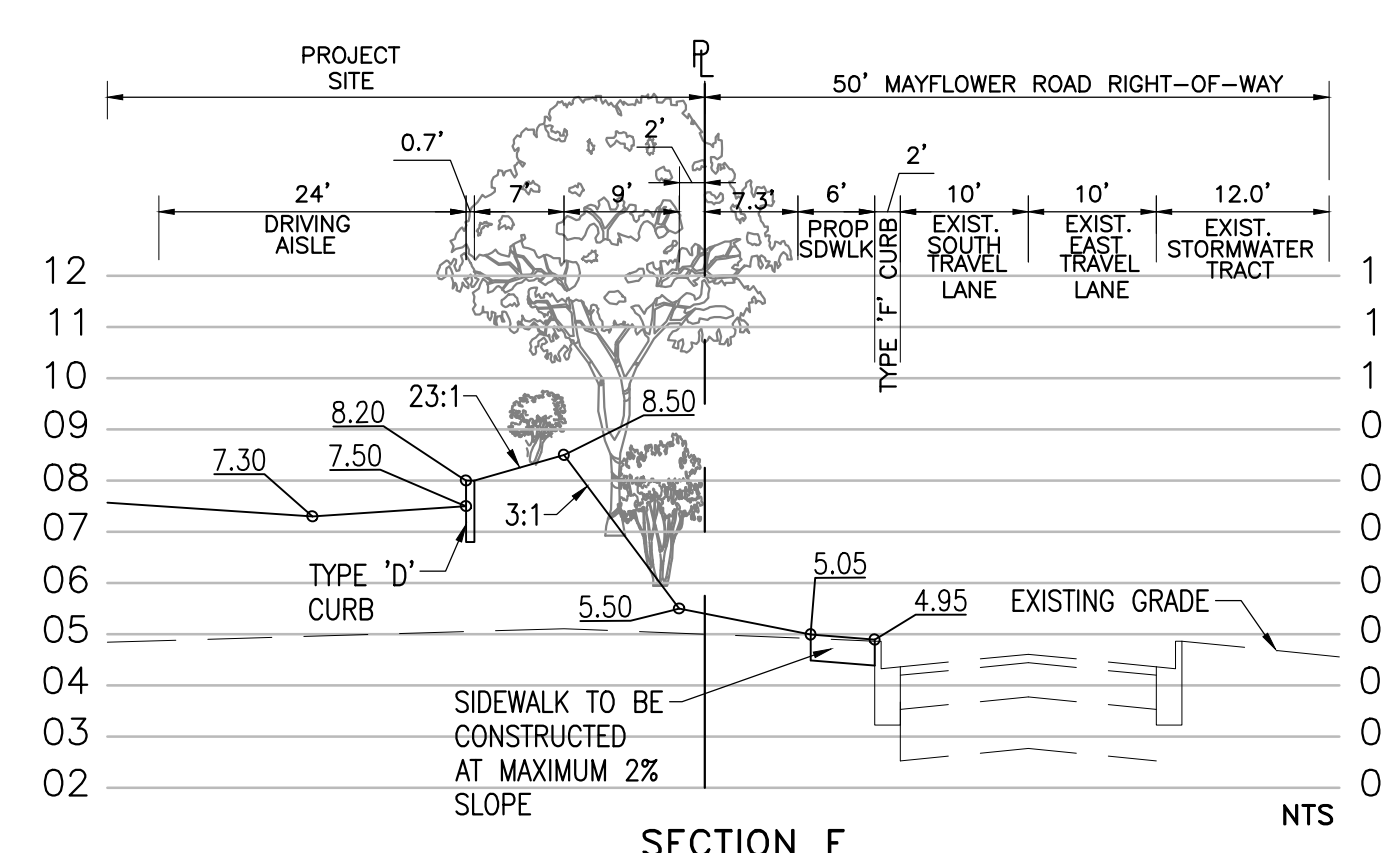 PROJECT
SITE
PL
50' MAYFLOWER ROAD RIGHT-OF-WAY
0.7'
2'
2'
24'
7'
9'
7.3'
6'
10'
10'
12.0'
DRIVING
AISLE
PROP
SDWLK
TYPE 'F' CURB
EXIST.
SOUTH
TRAVEL
LANE
EXIST.
EAST
TRAVEL
LANE
EXIST.
STORMWATER
TRACT
12
1
11
1
10
1
09
0
08
0
07
0
06
0
05
0
04
0
03
0
02
0
23:1
8.50
8.20
7.50
7.30
3:1
TYPE 'D'
CURB
5.50
5.05
4.95
EXISTING GRADE
SIDEWALK TO BE
CONSTRUCTED
AT MAXIMUM 2%
SLOPE
NTS